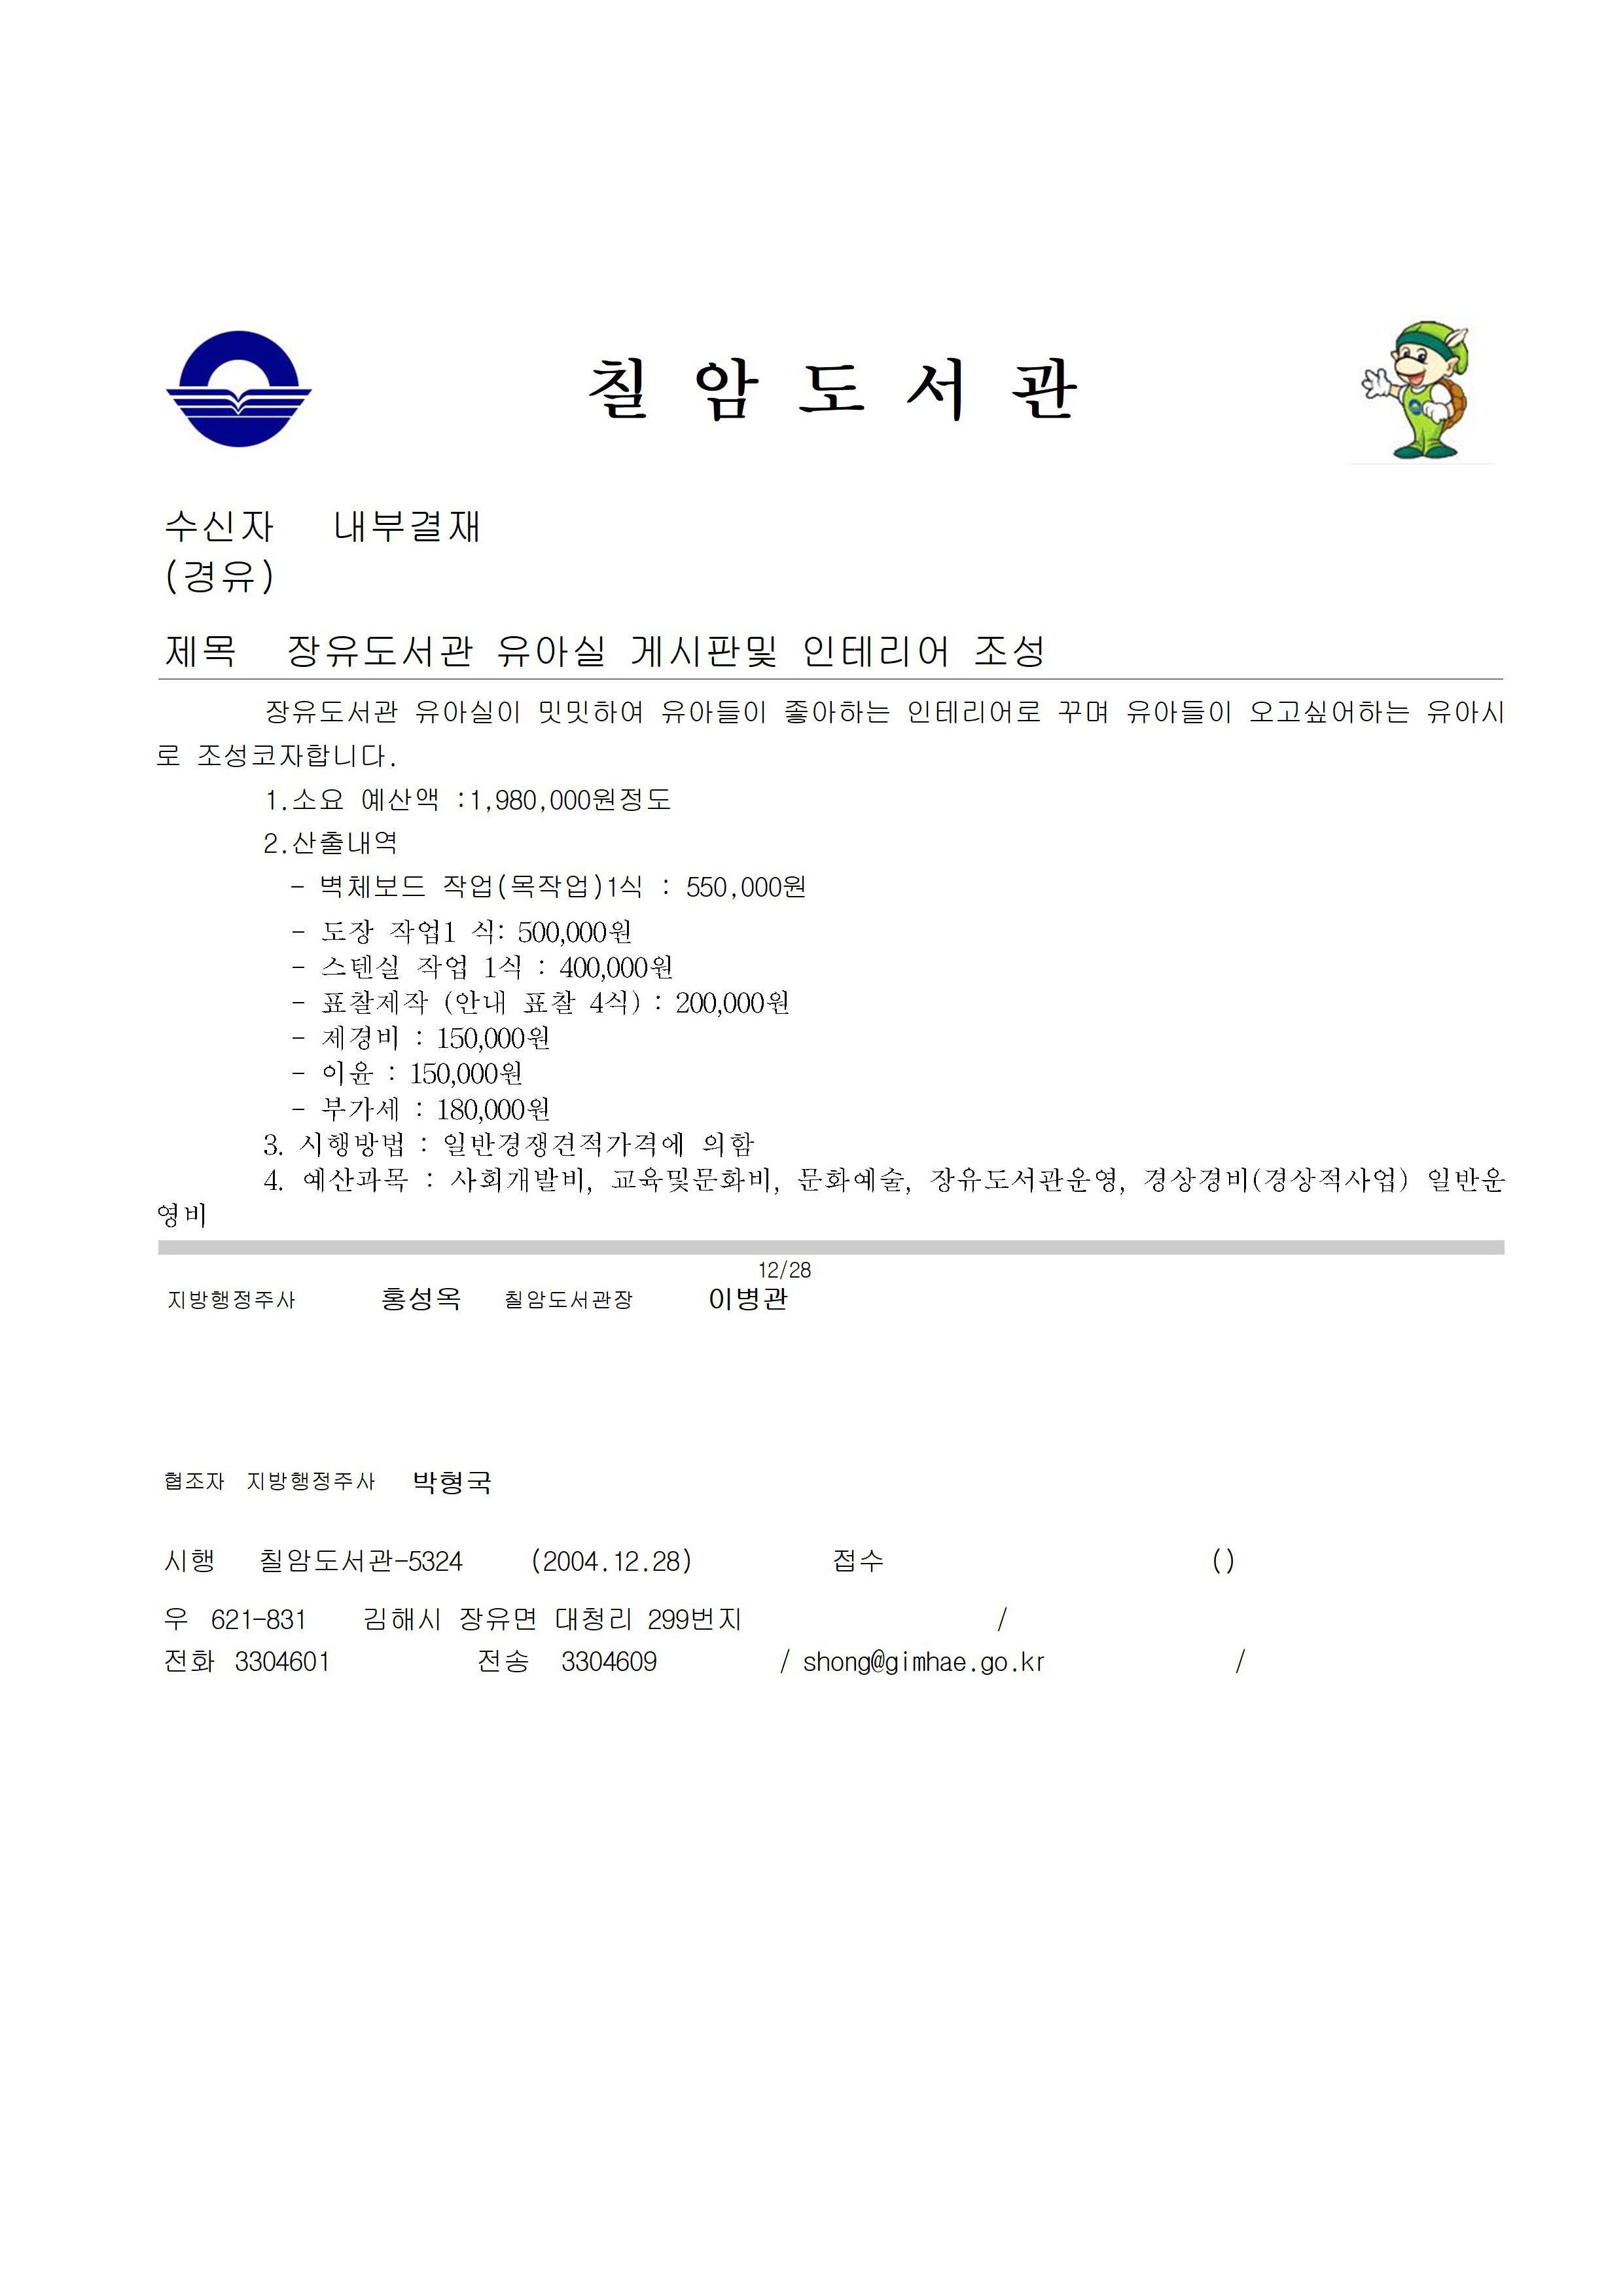 칠 암 도 서 관
수신자 내부결재
(경유)
제목 장유도서관 유아실 게시판및 인테리어 조성
장유도서관 유아실이 밋밋하여 유아들이 좋아하는 인테리어로 꾸며 유아들이 오고싶어하는 유아시
로 조성코자합니다.
1.소요 예산액 :1,980,000원정도
2.산출내역
- 벽체보드 작업(목작업)1식 : 550,000원
- 도장 작업1 식: 500,000원
- 스텐실 작업 1식 : 400,000원
- 표찰제작 (안내 표찰 4식) : 200,000원
- 제경비 : 150,000원
- 이윤 : 150,000원
- 부가세 : 180,000원
3. 시행방법 : 일반경쟁견적가격에 의함
4. 예산과목 : 사회개발비, 교육및문화비, 문화예술, 장유도서관운영, 경상경비(경상적사업) 일반운
영비
12/28
지방행정주사 홍성옥 칠암도서관장 이병관
협조자 지방행정주사 박형국
시행 칠암도서관-5324 (2004.12.28) 접수 ()
우 621-831 김해시 장유면 대청리 299번지 /
전화 3304601 전송 3304609 / shong@gimhae.go.kr /